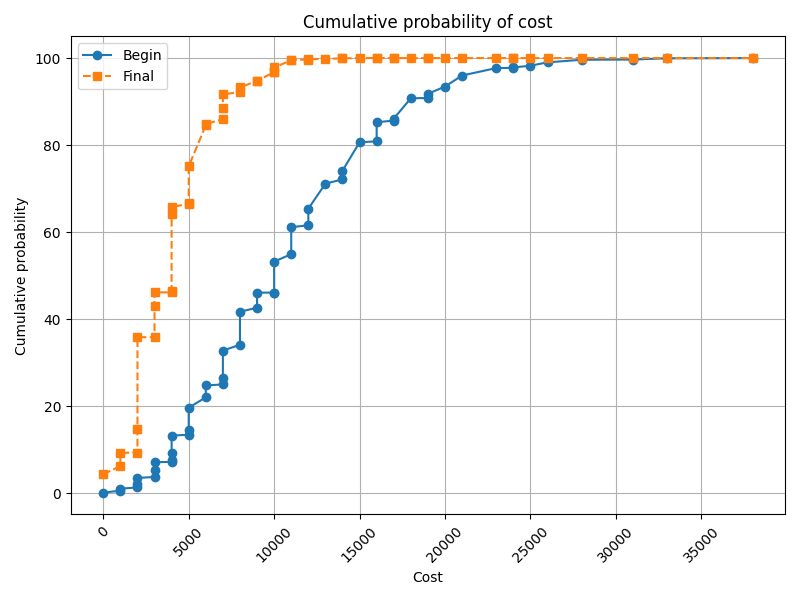 Cumulative probability of cost
Begin
Final
Cumulative probability
100
80
60
40
20
0
0
5000
10000
15000
20000
25000
30000
35000
Cost